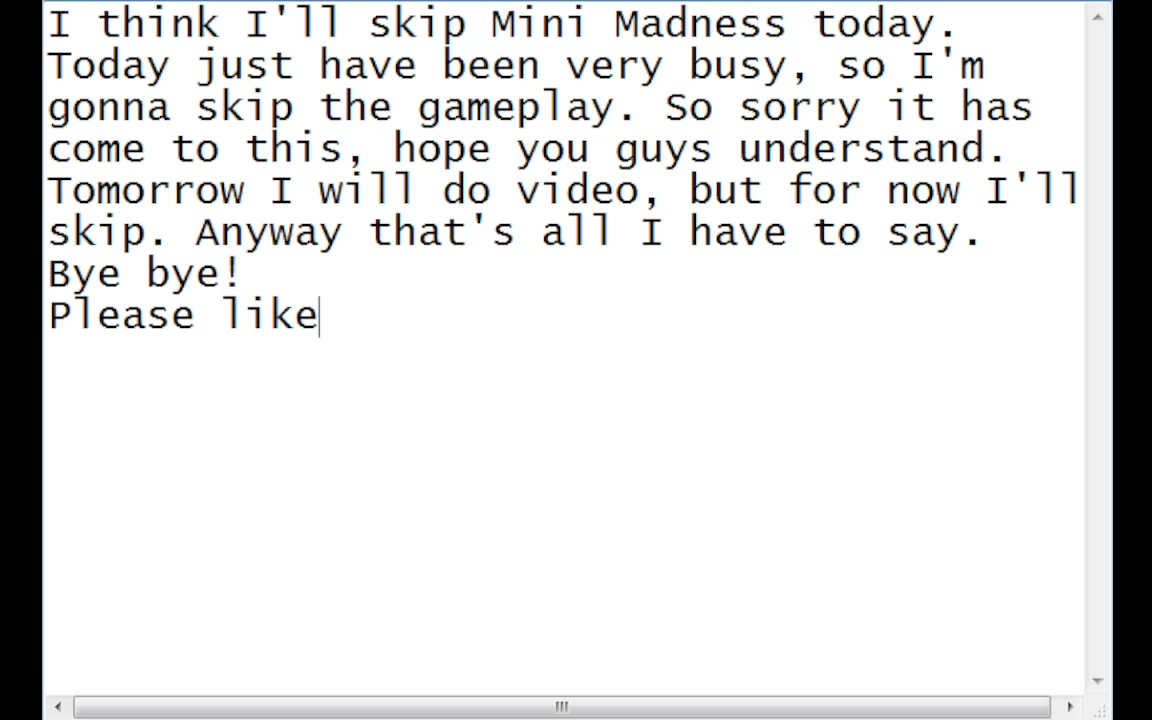 I think I'll skip Mini Madness today.
Today just have been very busy, so I'm
gonna skip the gameplay. So sorry it has
come to this, hope you guys understand.
Tomorrow I will do video, but for now I'll
skip. Anyway that's all I have to say.
Bye bye!
Please like